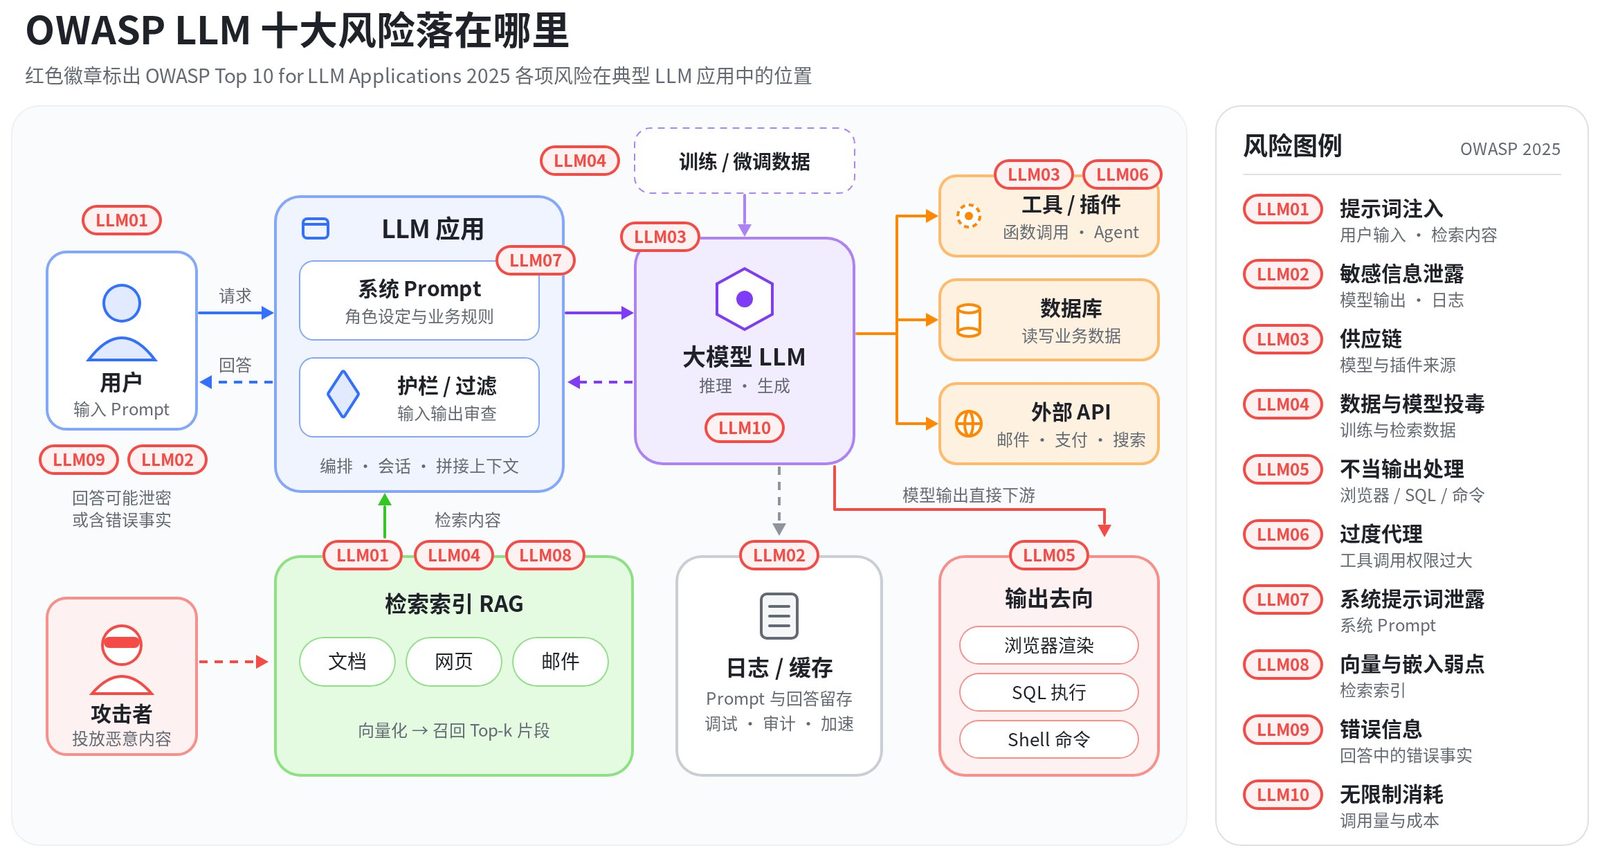 OWASP LLM 十大风险落在哪里
红色徽章标出 OWASP Top 10 for LLM Applications 2025 各项风险在典型 LLM 应用中的位置
LLM01
用户
输入 Prompt
LLM09 LLM02
回答可能泄密
或含错误事实
请求
回答
攻击者
投放恶意内容
LLM 应用
LLM07
系统 Prompt
角色设定与业务规则
护栏 / 过滤
输入输出审查
编排 · 会话 · 拼接上下文
检索内容
LLM01 LLM04 LLM08
检索索引 RAG
文档 网页 邮件
向量化 → 召回 Top-k 片段
LLM04
训练 / 微调数据
LLM03
大模型 LLM
推理 · 生成
LLM10
LLM02
日志 / 缓存
Prompt 与回答留存
调试 · 审计 · 加速
LLM03 LLM06
工具 / 插件
函数调用 · Agent
数据库
读写业务数据
外部 API
邮件 · 支付 · 搜索
模型输出直接下游
LLM05
输出去向
浏览器渲染
SQL 执行
Shell 命令
风险图例 OWASP 2025
LLM01 提示词注入
用户输入 · 检索内容
LLM02 敏感信息泄露
模型输出 · 日志
LLM03 供应链
模型与插件来源
LLM04 数据与模型投毒
训练与检索数据
LLM05 不当输出处理
浏览器 / SQL / 命令
LLM06 过度代理
工具调用权限过大
LLM07 系统提示词泄露
系统 Prompt
LLM08 向量与嵌入弱点
检索索引
LLM09 错误信息
回答中的错误事实
LLM10 无限制消耗
调用量与成本